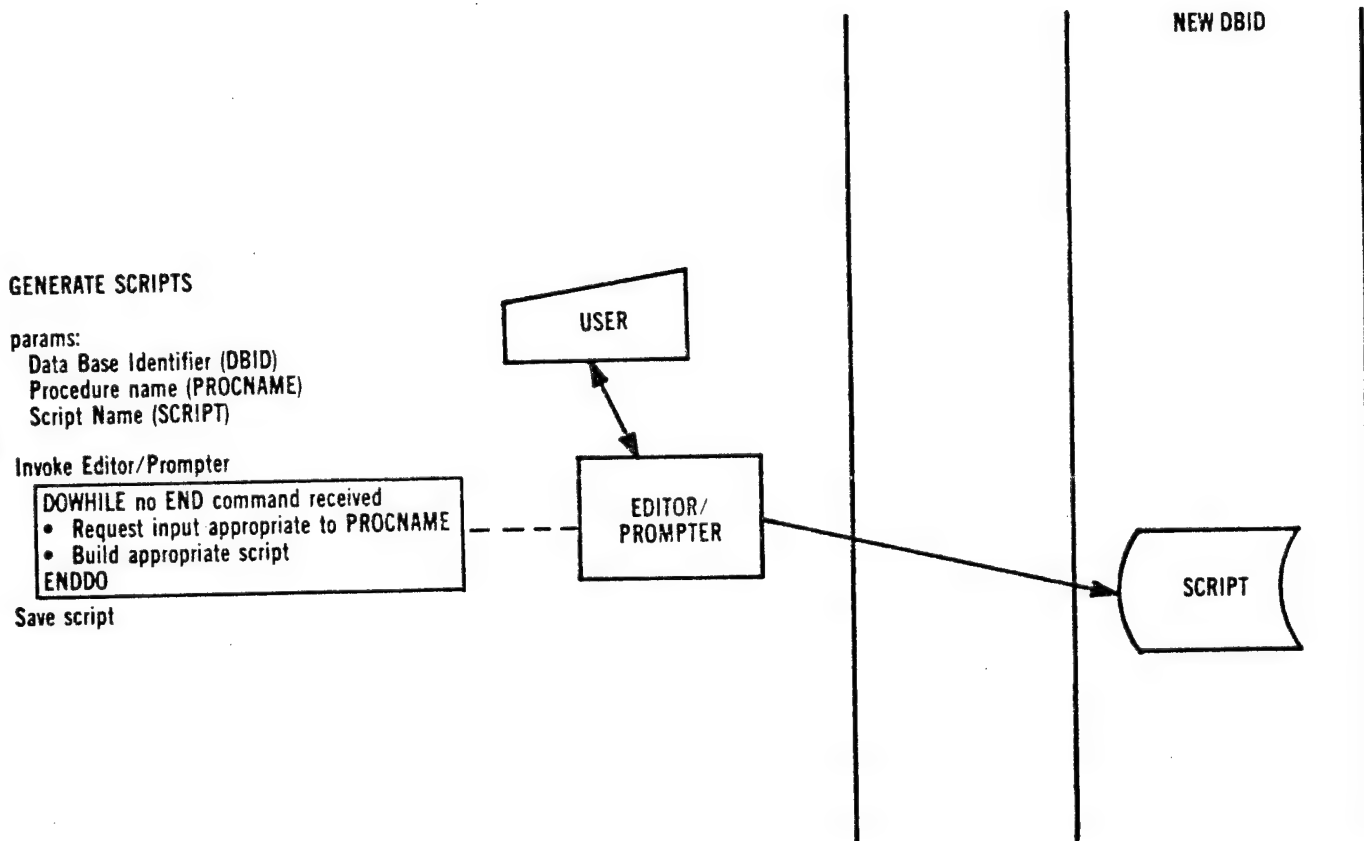 NEW DBID
GENERATE SCRIPTS
params:
Data Base Identifier (DBID)
Procedure name (PROCNAME)
Script Name (SCRIPT)
Invoke Editor/Prompter
DOWHILE no END command received
• Request input appropriate to PROCNAME
• Build appropriate script
ENDDO
Save script
USER
EDITOR/
PROMPTER
SCRIPT